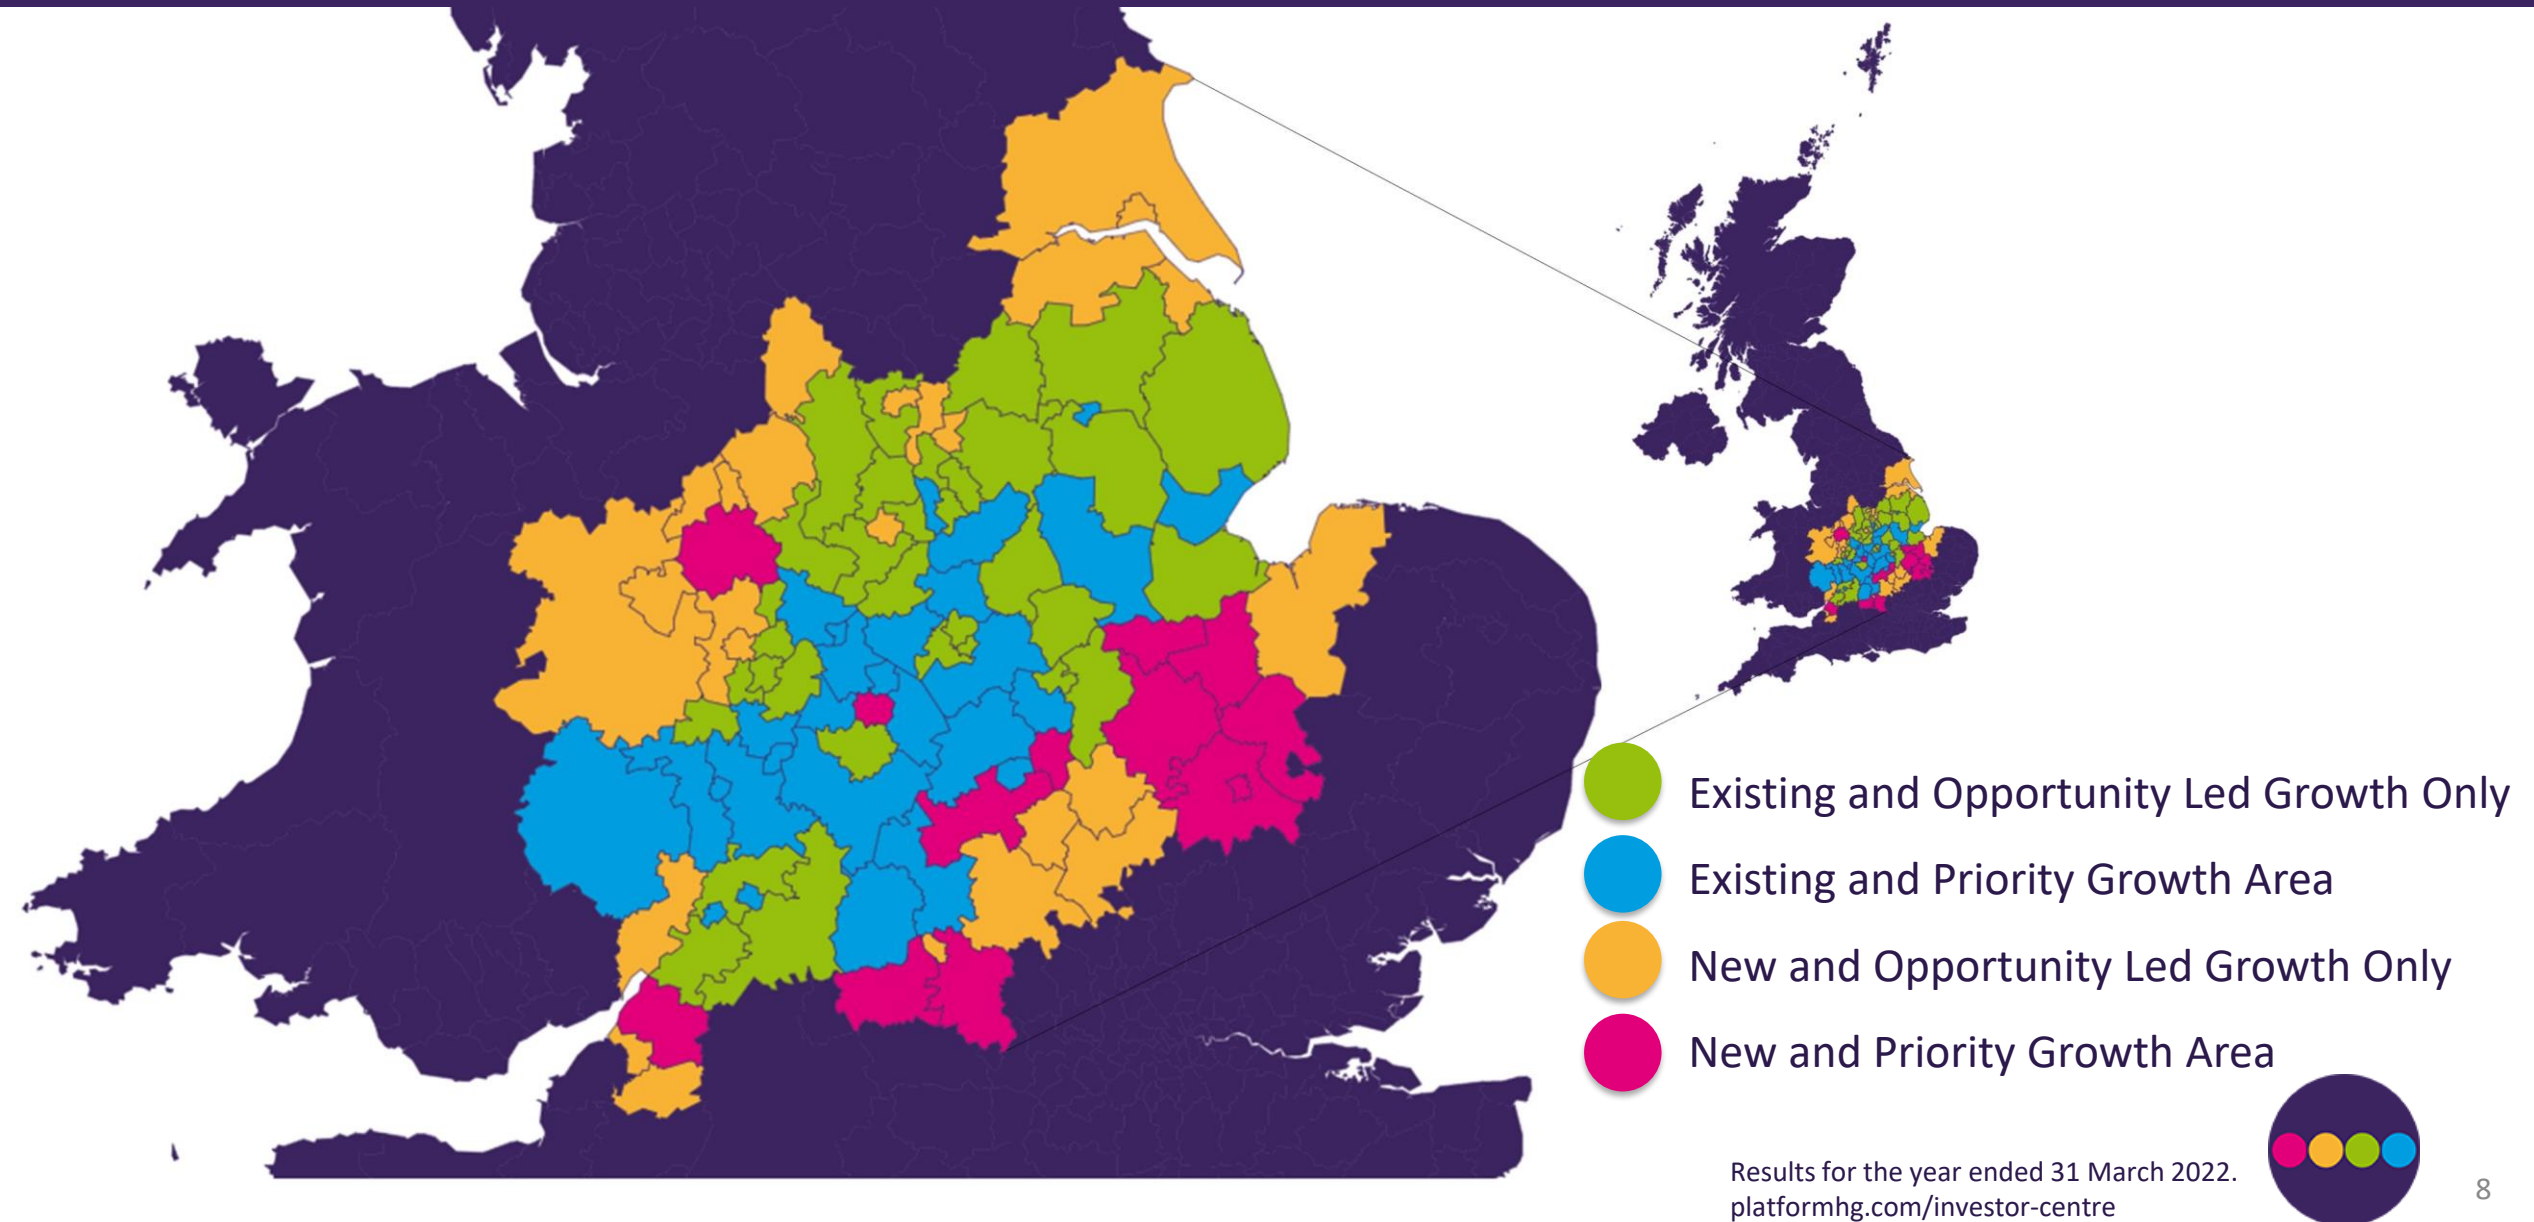 Existing and Opportunity Led Growth Only
Existing and Priority Growth Area
New and Opportunity Led Growth Only
New and Priority Growth Area
Results for the year ended 31 March 2022.
platformhg.com/investor-centre
8